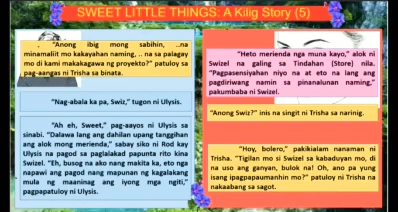 SWEET LITTLE THINGS: A Kilig Story (5)
. "Anong ibig mong sabihin, ..na
minamaliit mo kakayahan naming, .. na sa palagay
mo di kami makakagawa ng proyekto?" patuloy sa
pag-aangas ni Trisha sa binata.
"Nag-abala ka pa, Swiz," tugon ni Ulysis.
"Ah eh, Sweet," pag-aayos ni Ulysis sa
sinabi. "Dalawa lang ang dahilan upang tanggihan
ang alok mong merienda," sabay siko ni Rod kay
Ulysis na pagod sa paglalakad papunta rito kina
Swizel. "Eh, busog na ako nang makita ka, eto nga
napawi ang pagod nang mapunan ng kagalakang
mula ng maaninag ang iyong mga ngiti,"
pagpapatuloy ni Ulysis.
"Heto merienda nga muna kayo," alok ni
Swizel na galing sa Tindahan (Store) nila.
"Pagpasensiyahan niyo na at eto na lang ang
pagdiriwang namin sa pinanalunan naming,"
pakumbaba ni Swizel.
"Anong Swiz?" inis na singit ni Trisha sa narinig.
"Hoy, bolero," pakikialam nanaman ni
Trisha. "Tigilan mo si Swizel sa kabaduyan mo, di
na uso ang ganyan, bulok na! Oh, ano pa yung
isang ipagpapaumanhin mo?" patuloy ni Trisha na
nakaabang sa sagot.